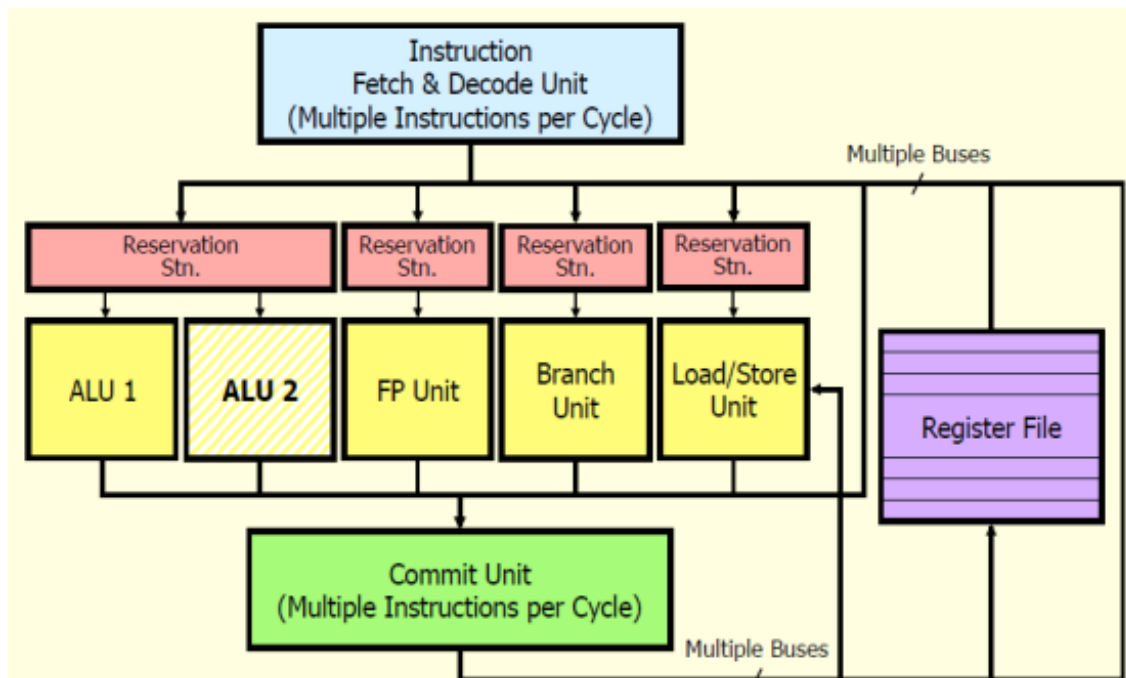 Instruction
Fetch & Decode Unit
(Multiple Instructions per Cycle)
Multiple Buses
Reservation
Stn.
Reservation
Stn.
Reservation
Stn.
Reservation
Stn.
ALU 1
ALU 2
FP Unit
Branch
Unit
Load/Store
Unit
Register File
Commit Unit
(Multiple Instructions per Cycle)
Multiple Buses